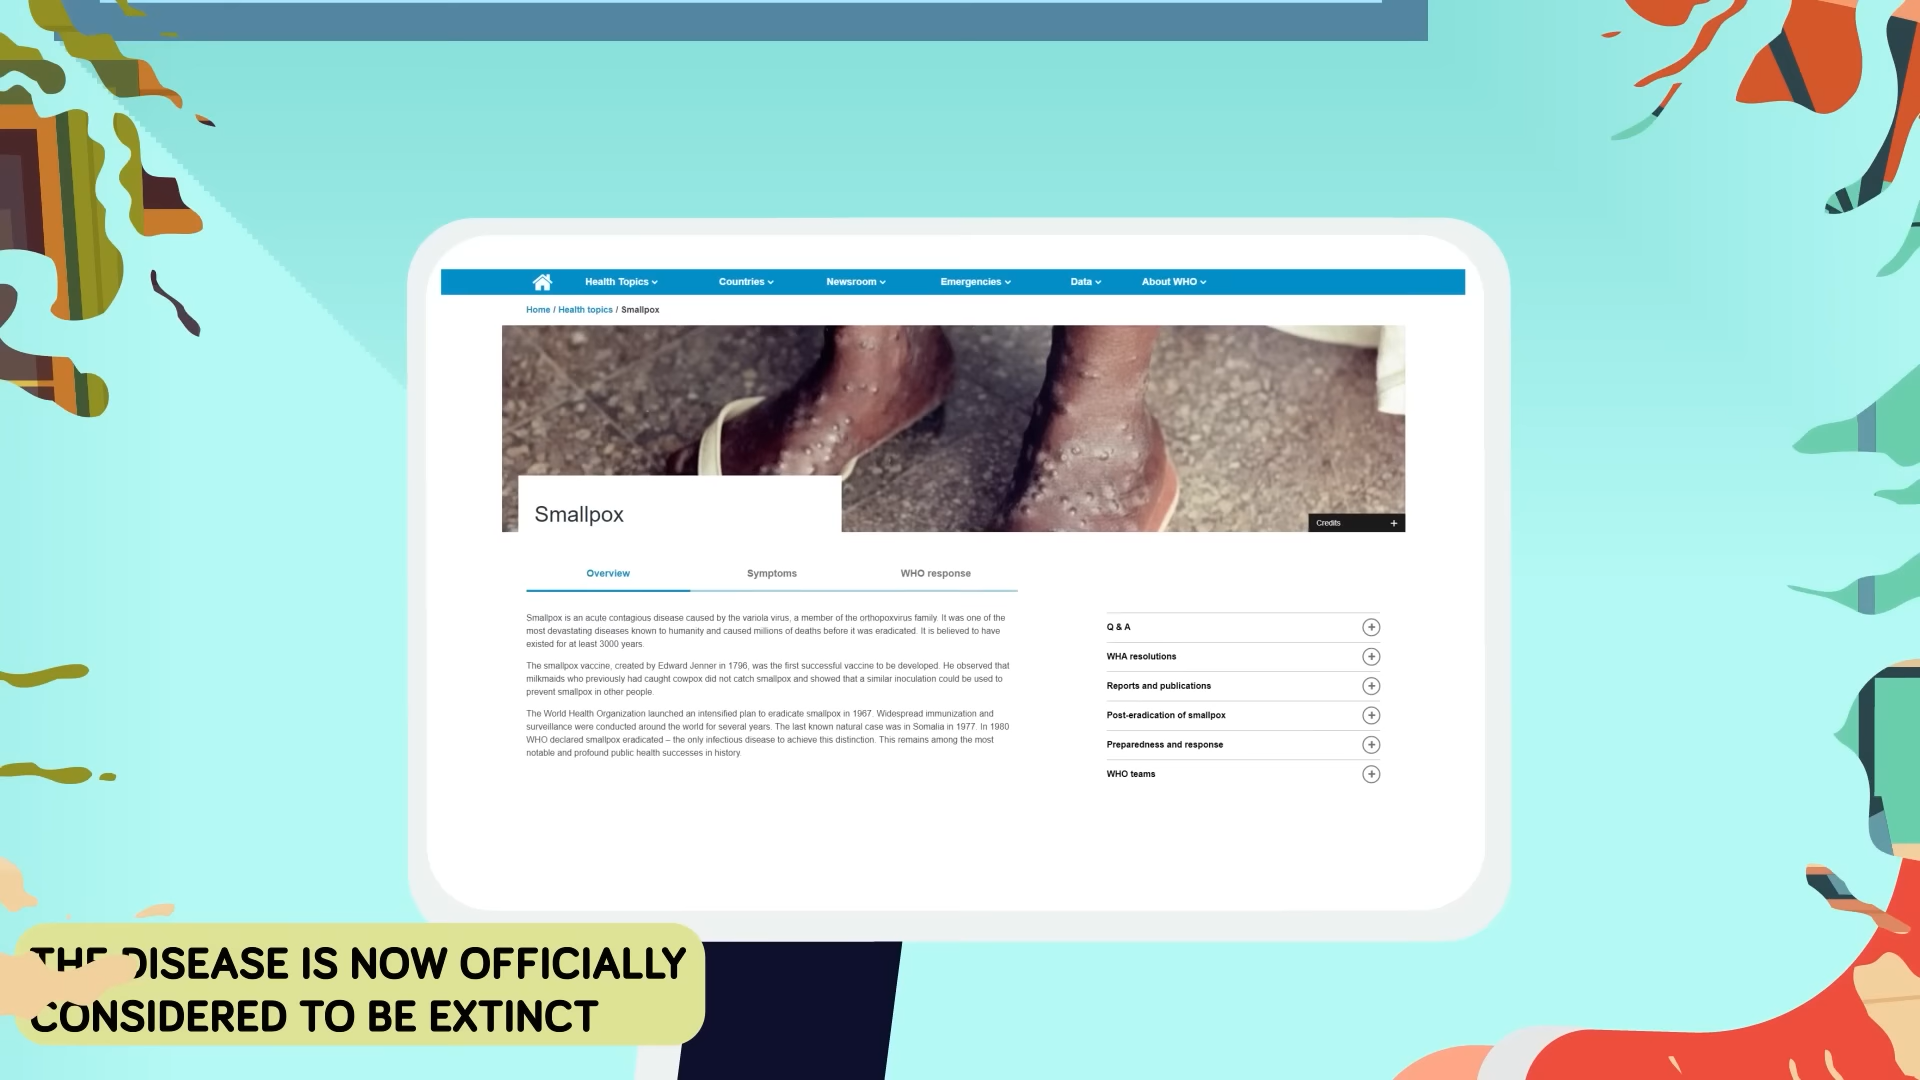 Health Topics Countries Newsroom Emergencies Data About WHO
Home / Health topics / Smallpox
Smallpox
Credits +
Overview Symptoms WHO response
Smallpox is an acute contagious disease caused by the variola virus, a member of the orthopoxvirus family. It was one of the
most devastating diseases known to humanity and caused millions of deaths before it was eradicated. It is believed to have
existed for at least 3000 years.
The smallpox vaccine, created by Edward Jenner in 1796, was the first successful vaccine to be developed. He observed that
milkmaids who previously had caught cowpox did not catch smallpox and showed that a similar inoculation could be used to
prevent smallpox in other people.
The World Health Organization launched an intensified plan to eradicate smallpox in 1967. Widespread immunization and
surveillance were conducted around the world for several years. The last known natural case was in Somalia in 1977. In 1980
WHO declared smallpox eradicated – the only infectious disease to achieve this distinction. This remains among the most
notable and profound public health successes in history.
Q & A
WHA resolutions
Reports and publications
Post-eradication of smallpox
Preparedness and response
WHO teams
THE DISEASE IS NOW OFFICIALLY
CONSIDERED TO BE EXTINCT